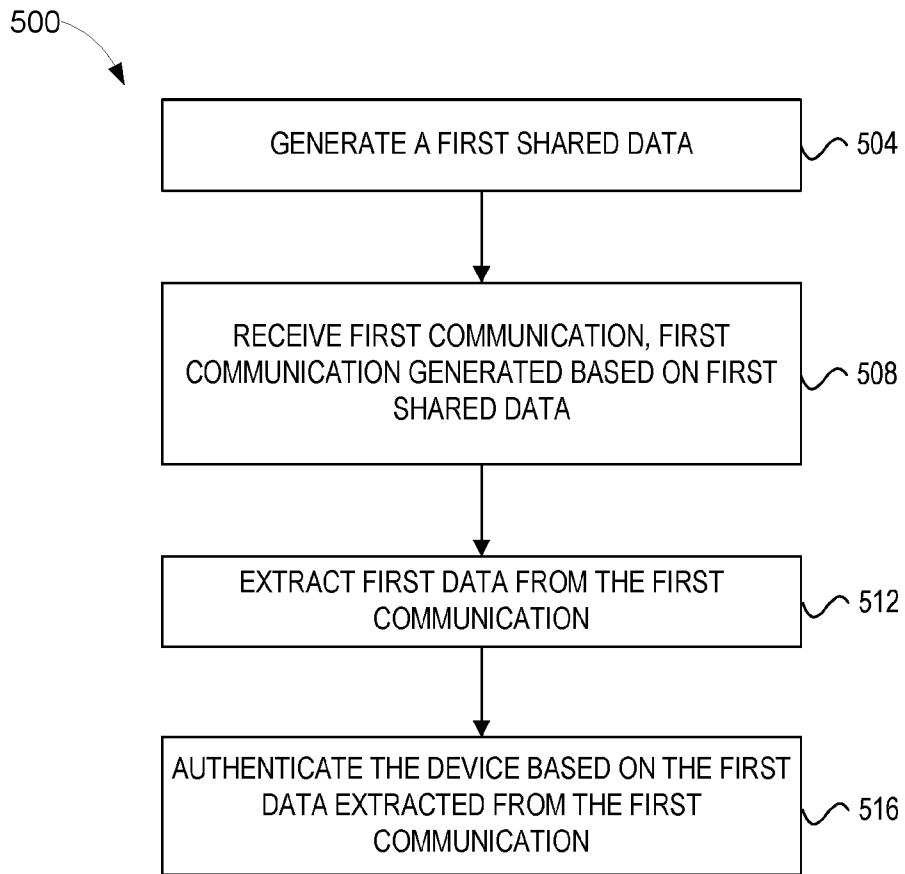 500
GENERATE A FIRST SHARED DATA
504
RECEIVE FIRST COMMUNICATION, FIRST
COMMUNICATION GENERATED BASED ON FIRST
SHARED DATA
508
EXTRACT FIRST DATA FROM THE FIRST
COMMUNICATION
512
AUTHENTICATE THE DEVICE BASED ON THE FIRST
DATA EXTRACTED FROM THE FIRST
COMMUNICATION
516